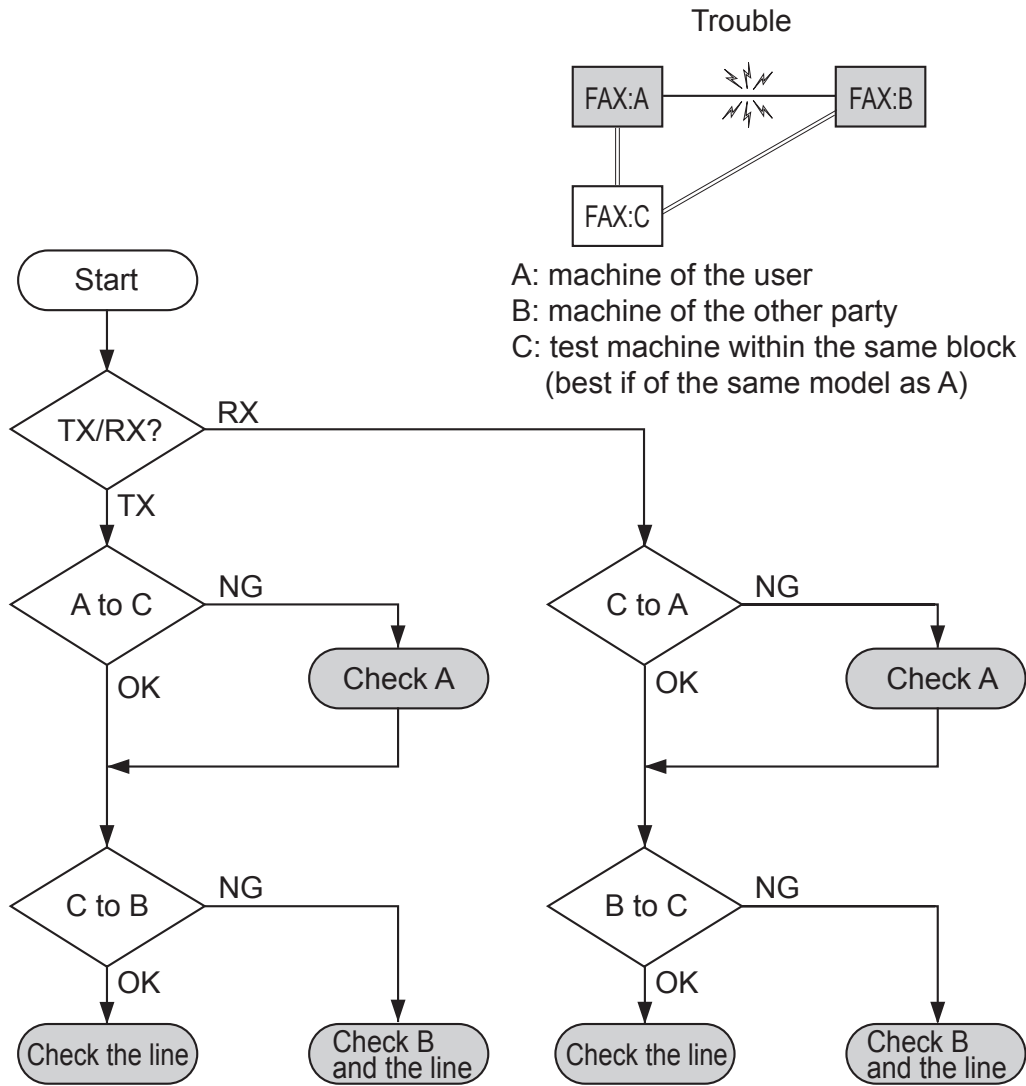 Trouble
FAX:A
FAX:B
FAX:C
A: machine of the user
B: machine of the other party
C: test machine within the same block
(best if of the same model as A)
Start
TX/RX?
RX
TX
A to C
NG
C to A
NG
Check A
Check A
OK
OK
C to B
NG
B to C
NG
OK
OK
Check the line
Check B
and the line
Check the line
Check B
and the line